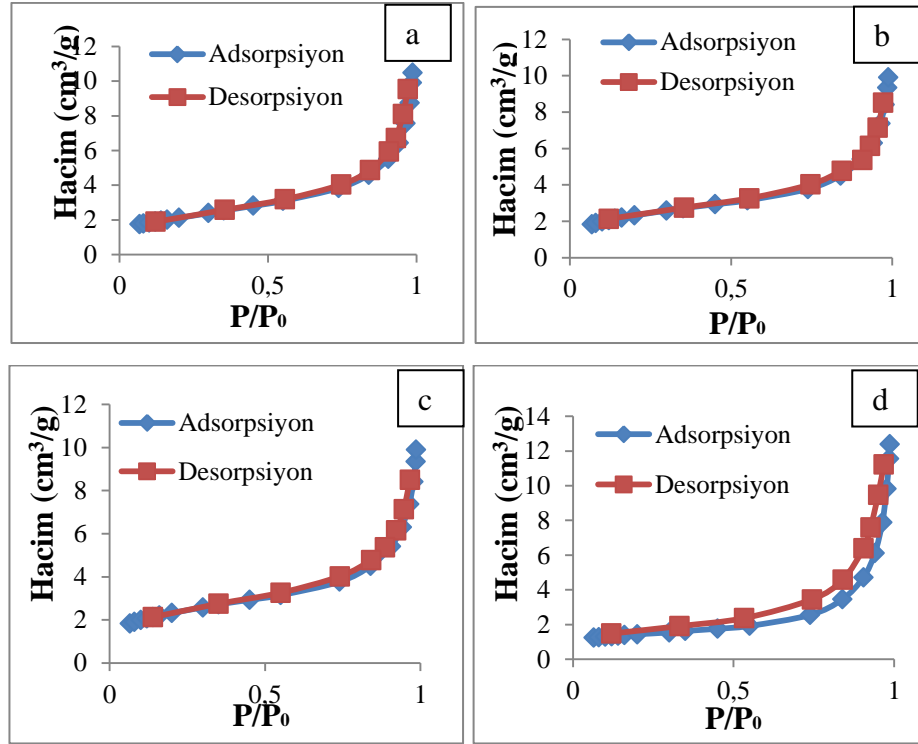 a
Adsorpsiyon
Desorpsiyon
Hacim (cm³/g)
12
10
8
6
4
2
0
0
0,5
1
P/P₀
b
Adsorpsiyon
Desorpsiyon
Hacim (cm³/g)
12
10
8
6
4
2
0
0
0,5
1
P/P₀
c
Adsorpsiyon
Desorpsiyon
Hacim (cm³/g)
12
10
8
6
4
2
0
0
0,5
1
P/P₀
d
Adsorpsiyon
Desorpsiyon
Hacim (cm³/g)
14
12
10
8
6
4
2
0
0
0,5
1
P/P₀